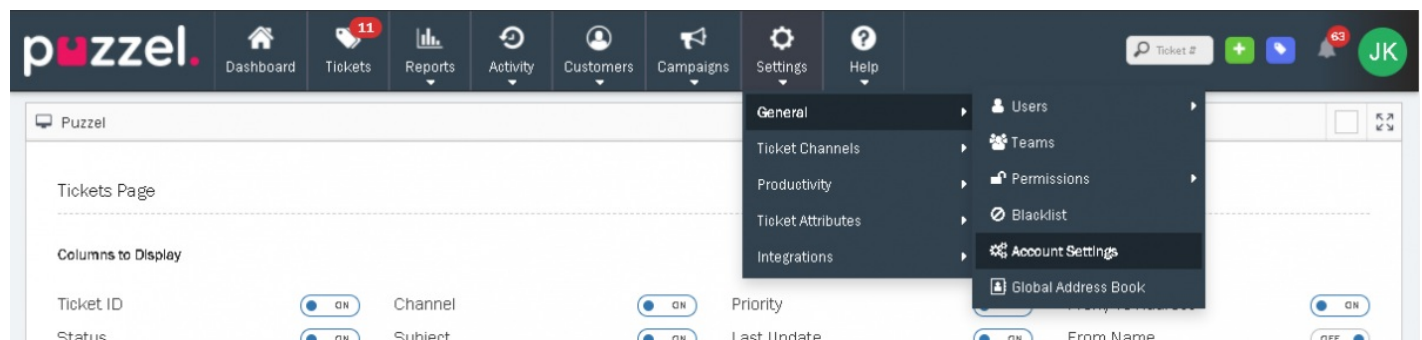 puzzel.
Dashboard
Tickets
11
Reports
Activity
Customers
Campaigns
Settings
Help
Ticket #
63
JK
Puzzel
General
Users
Ticket Channels
Teams
Tickets Page
Productivity
Permissions
Ticket Attributes
Blacklist
Columns to Display
Integrations
Account Settings
Global Address Book
Ticket ID ON Channel ON Priority ON
Status ON Subject ON Last Update ON From Name OFF